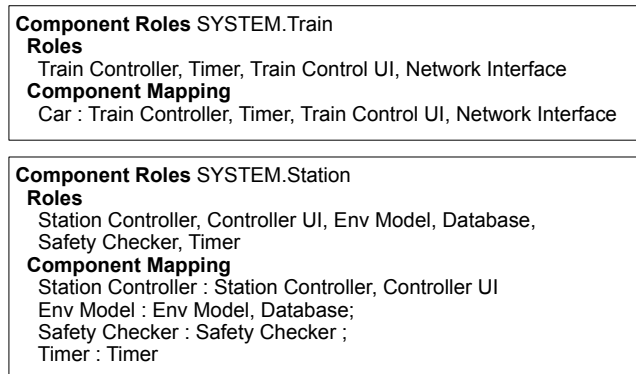 Component Roles SYSTEM.Train
Roles
Train Controller, Timer, Train Control UI, Network Interface
Component Mapping
Car : Train Controller, Timer, Train Control UI, Network Interface
Component Roles SYSTEM.Station
Roles
Station Controller, Controller UI, Env Model, Database,
Safety Checker, Timer
Component Mapping
Station Controller : Station Controller, Controller UI
Env Model : Env Model, Database;
Safety Checker : Safety Checker ;
Timer : Timer